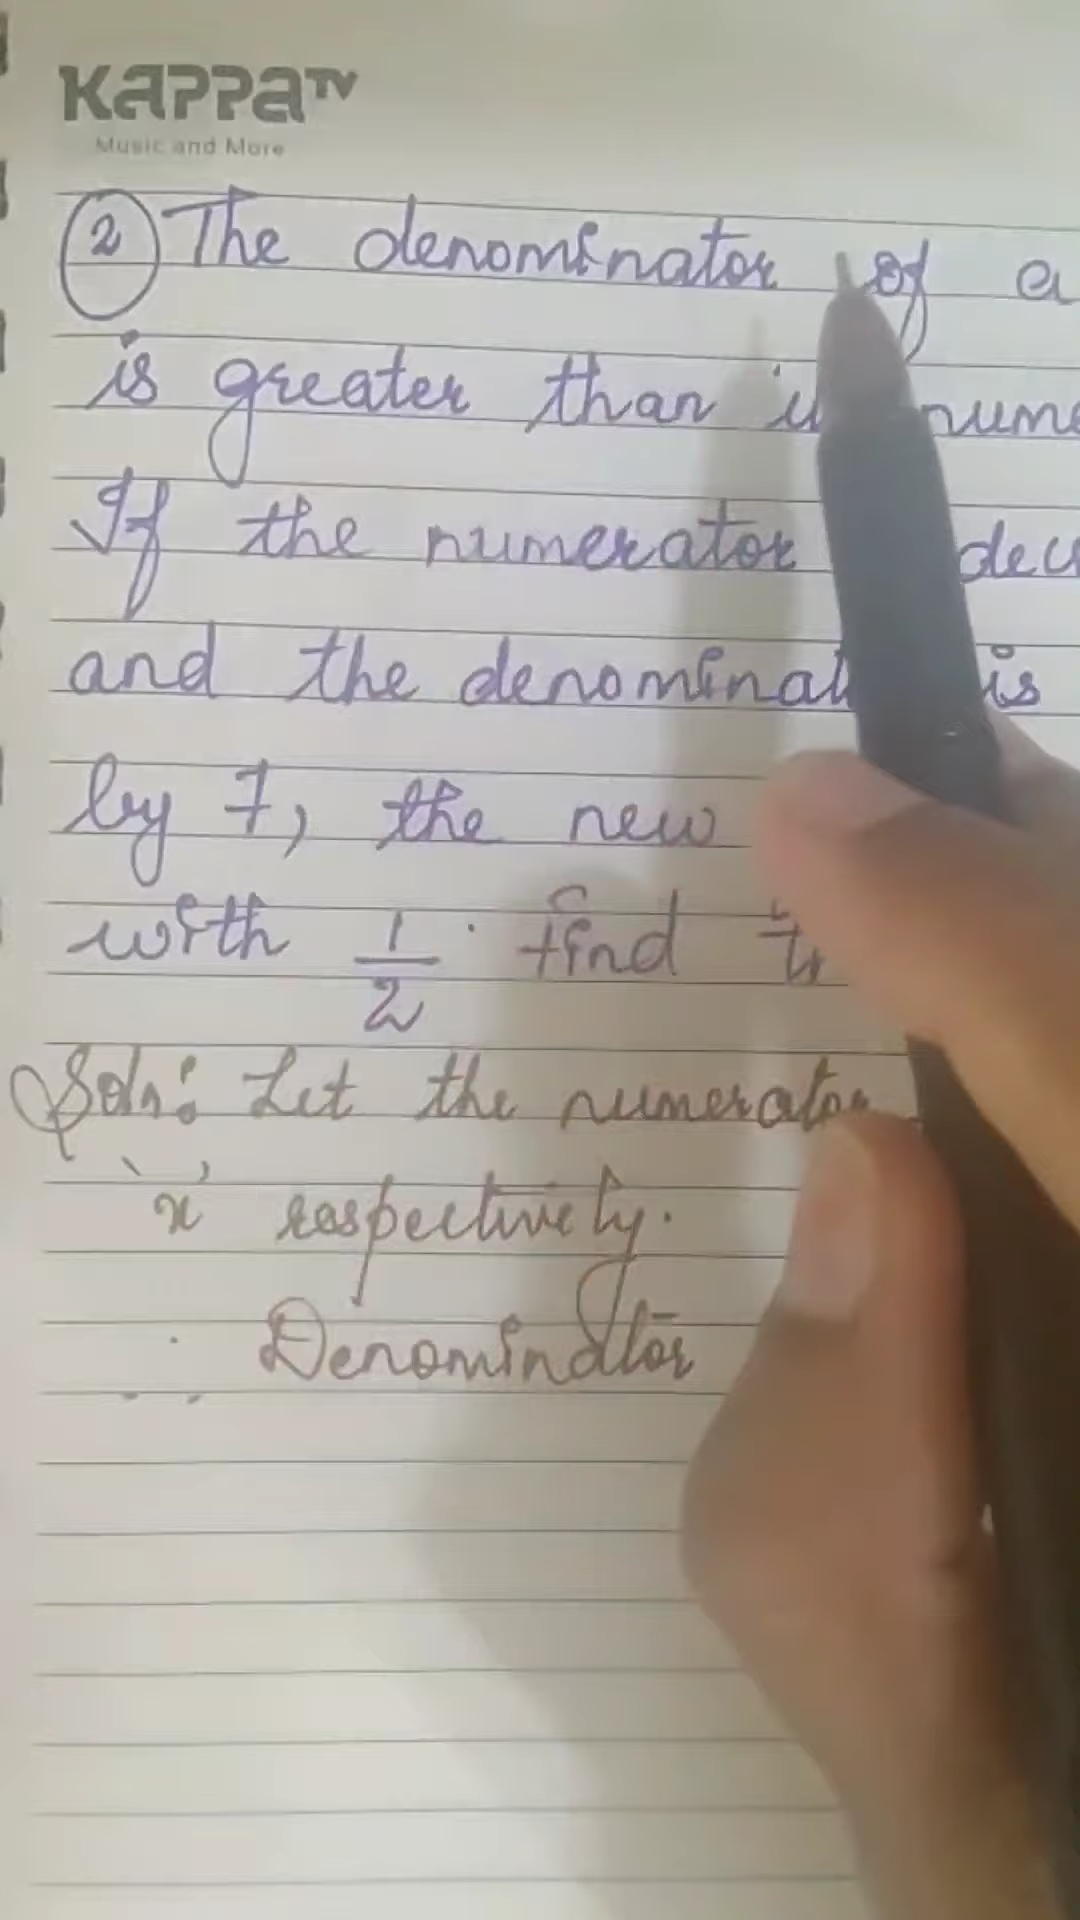 KAPPA TV
Music and More
2 The denominator of a
is greater than
If the numerator
and the denominat is
by 7, the new
with 1/2. find
Soln: Let the numerator
'x' respectively.
Denominator